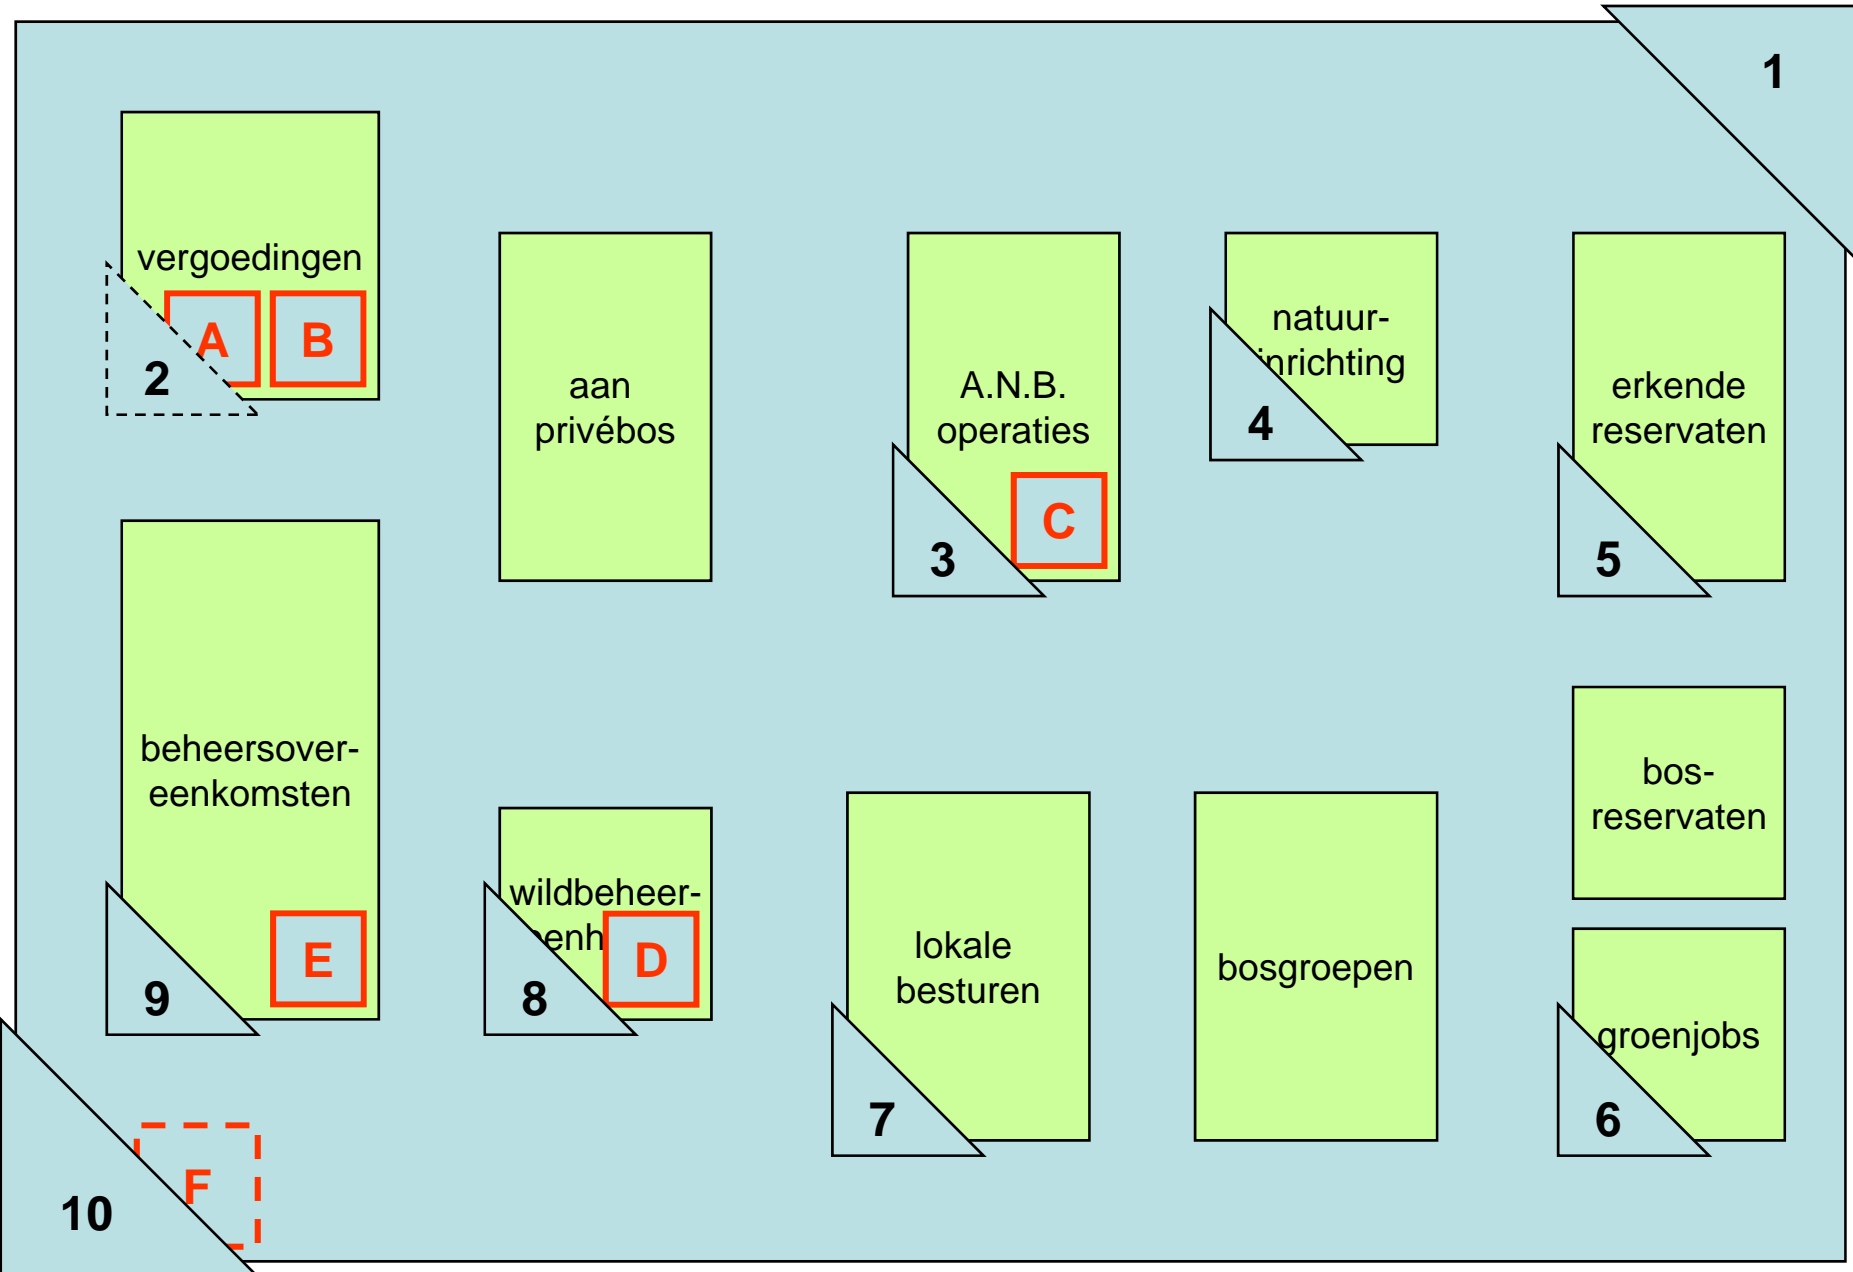 1
vergoedingen
A B
2
aan
privébos
A.N.B.
operaties
C
3
natuur-
inrichting
4
erkende
reservaten
5
beheersover-
eenkomsten
E
9
wildbeheer-
eenh
D
8
lokale
besturen
7
bosgroepen
bos-
reservaten
groenjobs
6
F
10